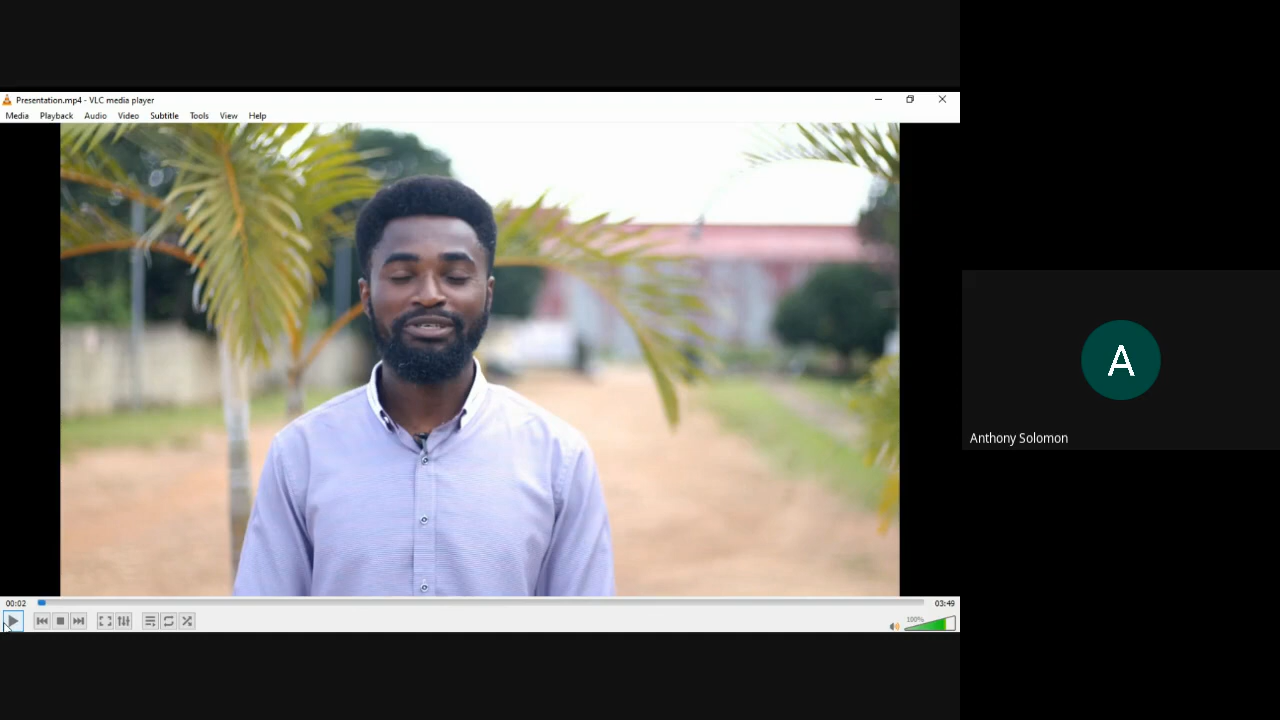 Presentation.mp4 - VLC media player
Media Playback Audio Video Subtitle Tools View Help
00:02
03:49
100%
A
Anthony Solomon